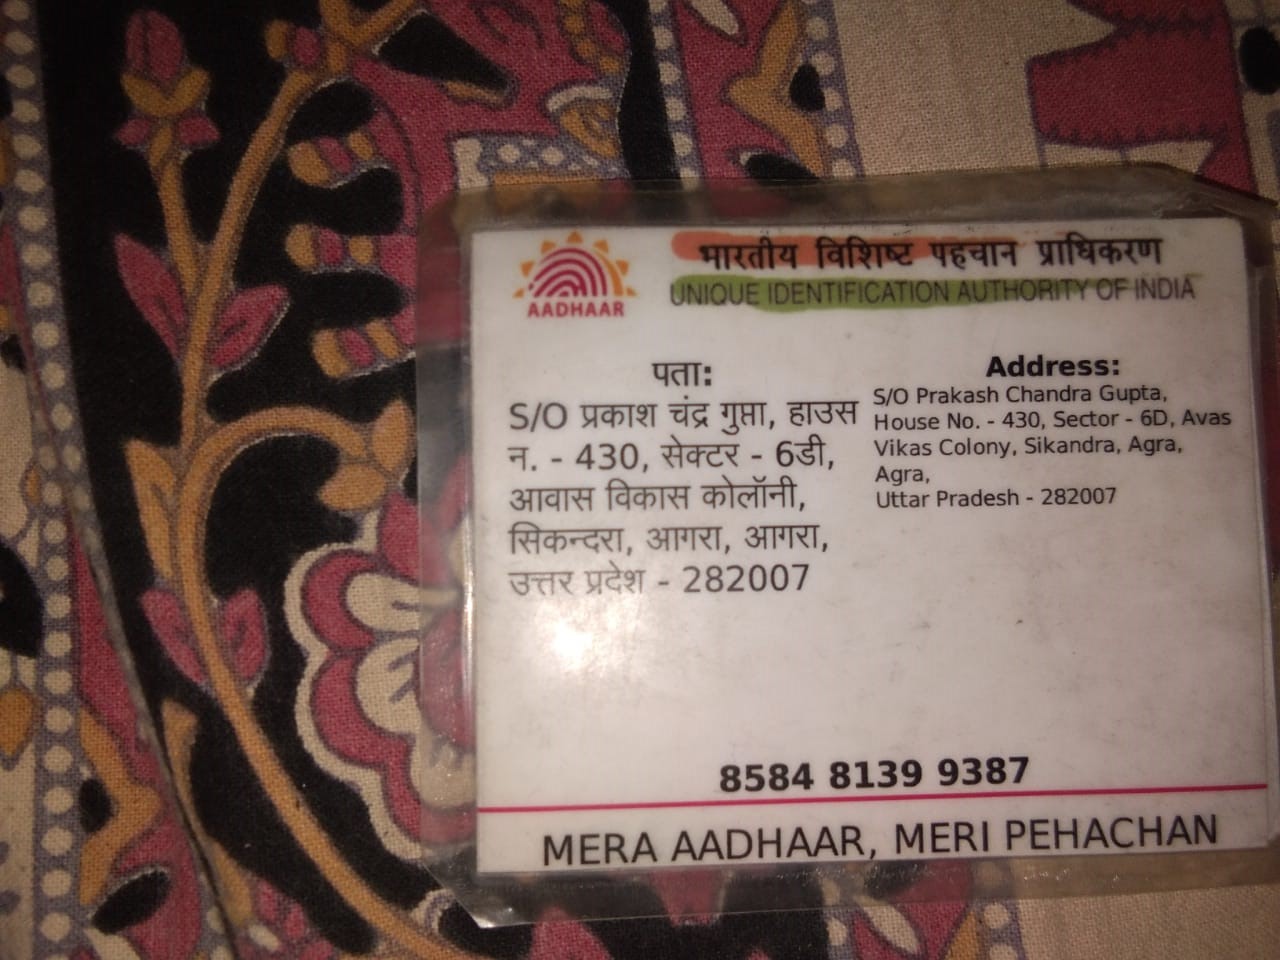 AADHAAR
भारतीय विशिष्ट पहचान प्राधिकरण
UNIQUE IDENTIFICATION AUTHORITY OF INDIA
पता:
S/O प्रकाश चंद्र गुप्ता, हाउस
न. - 430, सेक्टर - 6डी,
आवास विकास कोलॉनी,
सिकन्दरा, आगरा, आगरा,
उत्तर प्रदेश - 282007
Address:
S/O Prakash Chandra Gupta,
House No. - 430, Sector - 6D, Avas
Vikas Colony, Sikandra, Agra,
Agra,
Uttar Pradesh - 282007
8584 8139 9387
MERA AADHAAR, MERI PEHACHAN